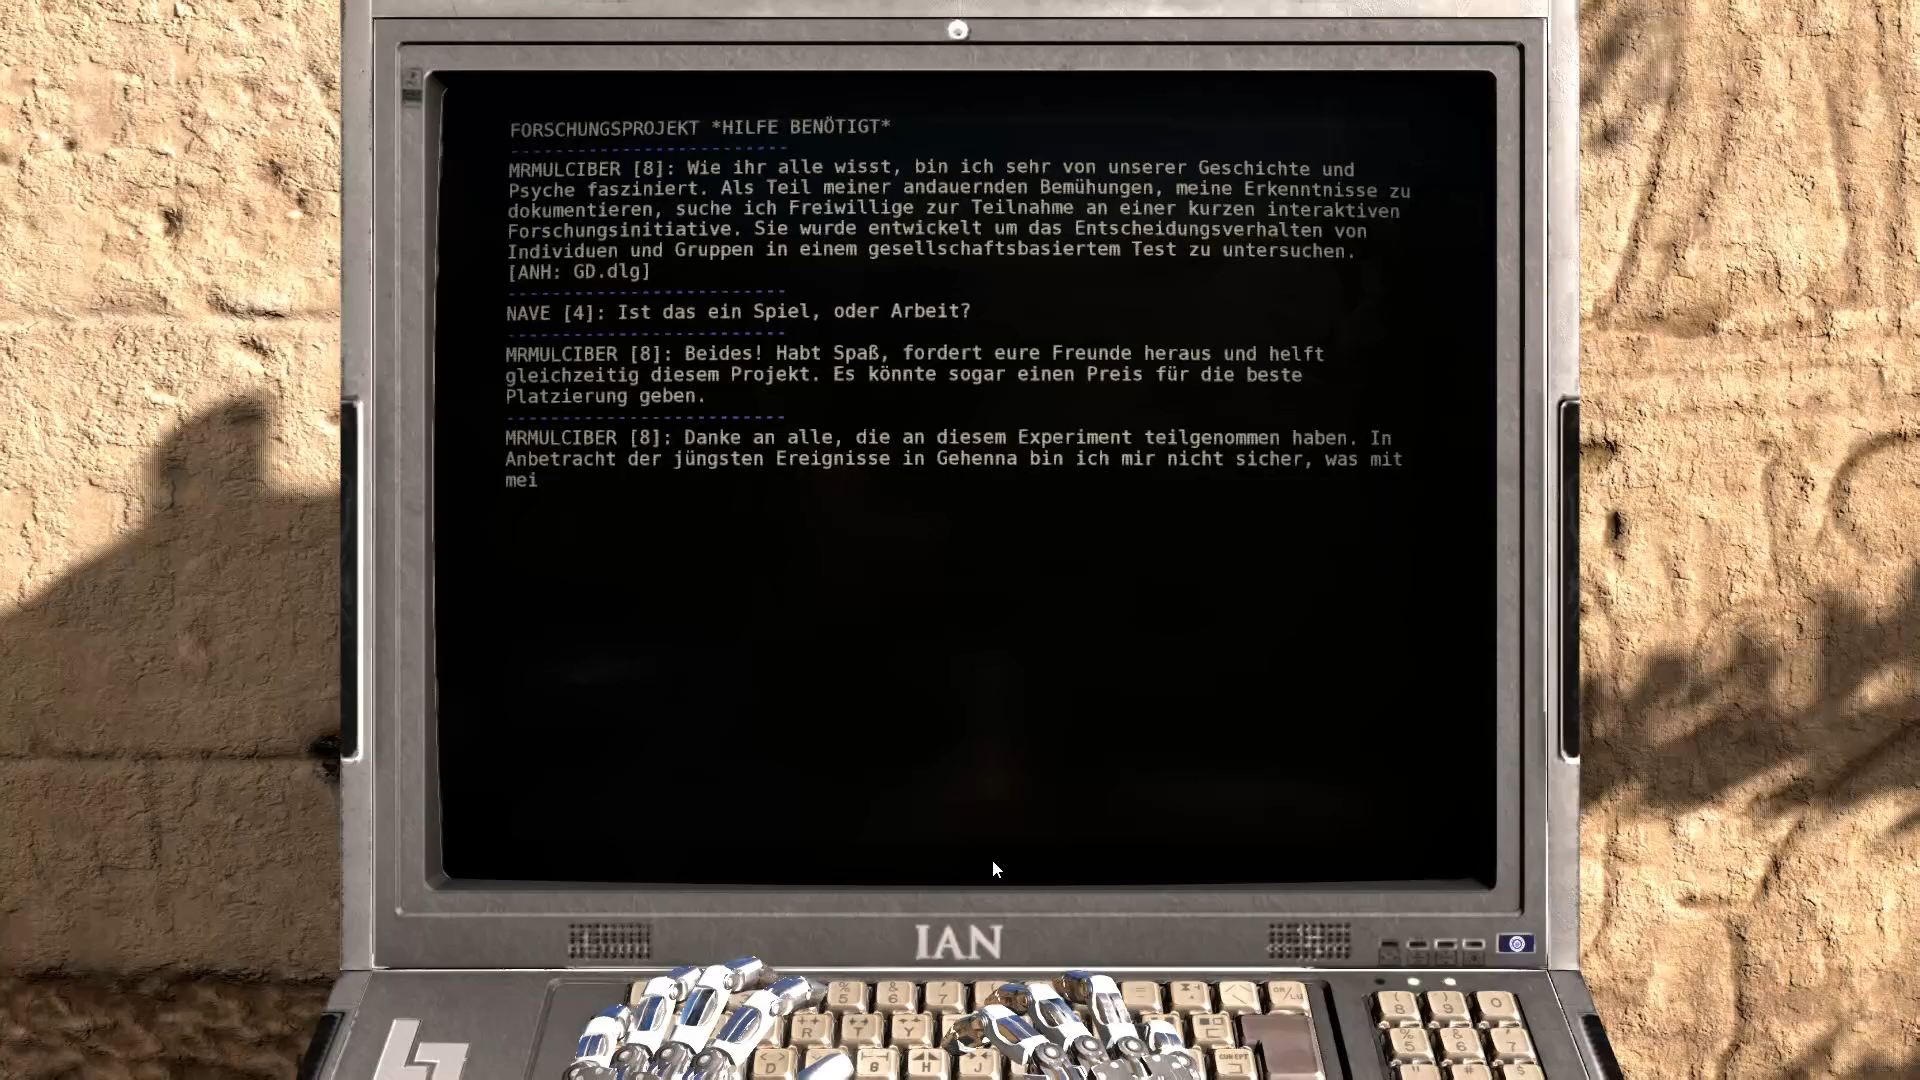 FORSCHUNGSPROJEKT *HILFE BENÖTIGT*
-------------------------
MRMULCIBER [8]: Wie ihr alle wisst, bin ich sehr von unserer Geschichte und
Psyche fasziniert. Als Teil meiner andauernden Bemühungen, meine Erkenntnisse zu
dokumentieren, suche ich Freiwillige zur Teilnahme an einer kurzen interaktiven
Forschungsinitiative. Sie wurde entwickelt um das Entscheidungsverhalten von
Individuen und Gruppen in einem gesellschaftsbasiertem Test zu untersuchen.
[ANH: GD.dlg]
-------------------------
NAVE [4]: Ist das ein Spiel, oder Arbeit?
-------------------------
MRMULCIBER [8]: Beides! Habt Spaß, fordert eure Freunde heraus und helft
gleichzeitig diesem Projekt. Es könnte sogar einen Preis für die beste
Platzierung geben.
-------------------------
MRMULCIBER [8]: Danke an alle, die an diesem Experiment teilgenommen haben. In
Anbetracht der jüngsten Ereignisse in Gehenna bin ich mir nicht sicher, was mit
mei
IAN